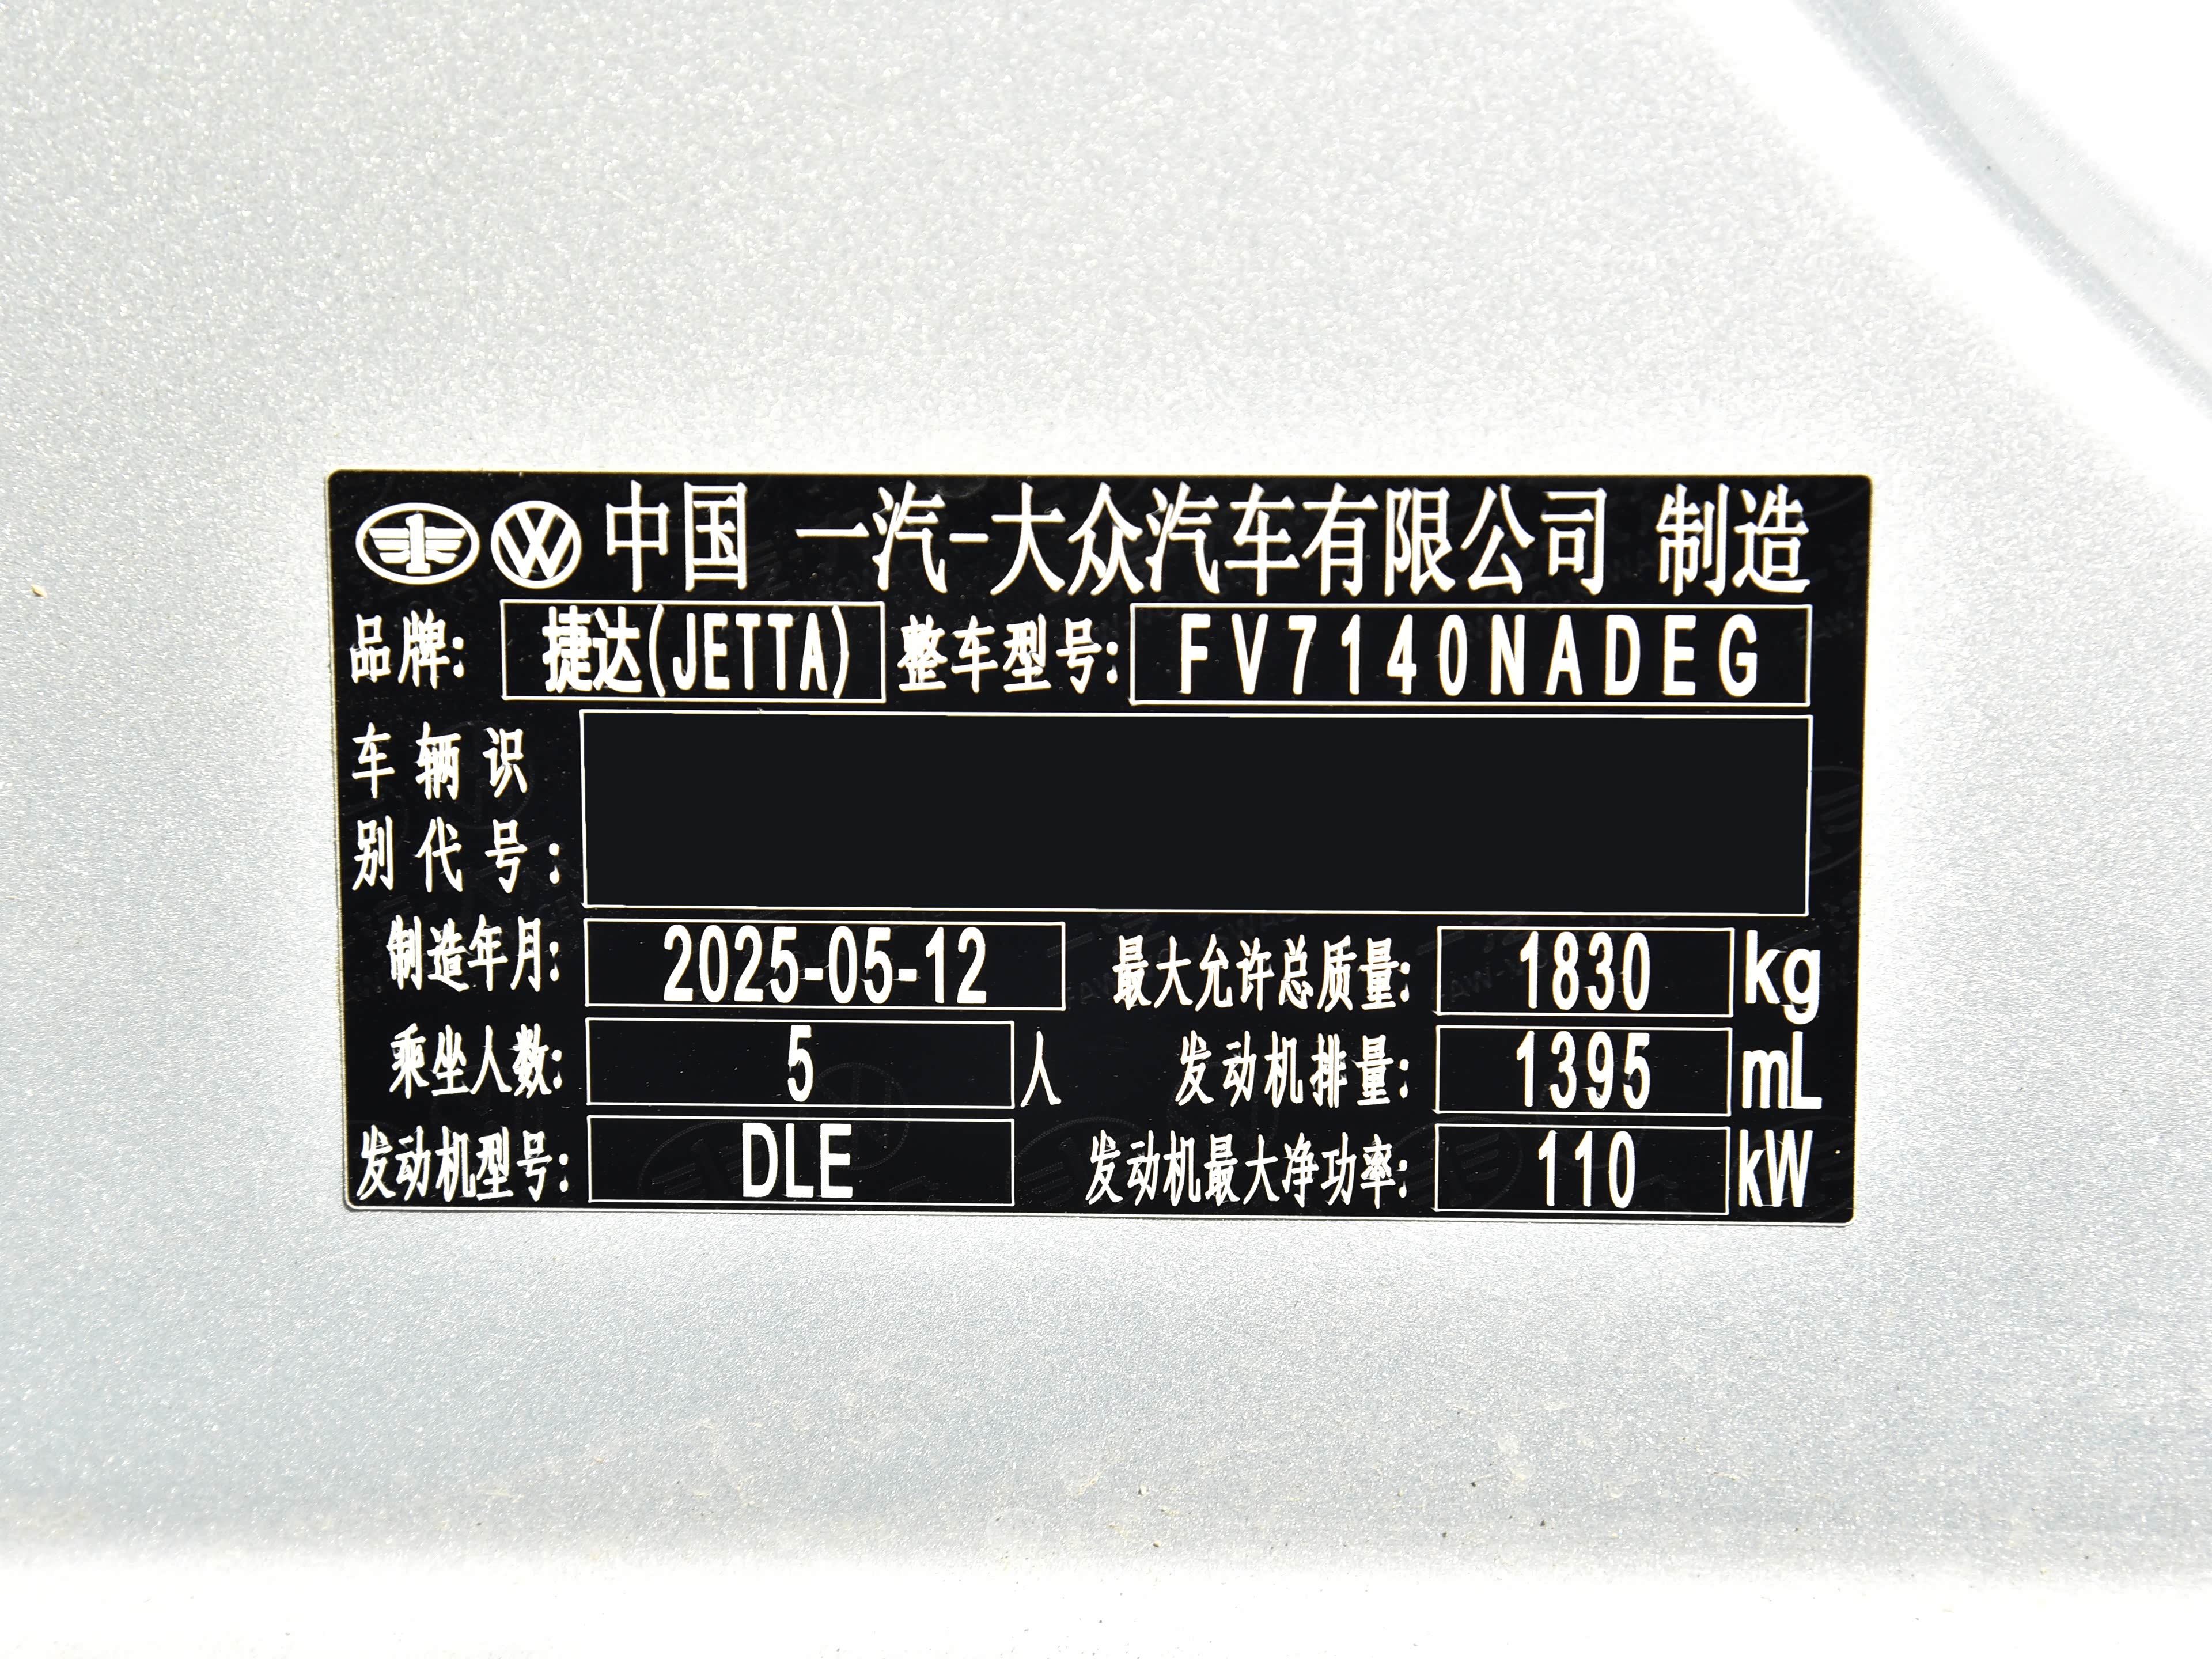 中国 一汽-大众汽车有限公司 制造
品牌: 捷达(JETTA) 整车型号: FV7140NADEG
车辆识
别代号:
制造年月: 2025-05-12 最大允许总质量: 1830 kg
乘坐人数: 5 人 发动机排量: 1395 mL
发动机型号: DLE 发动机最大净功率: 110 kW